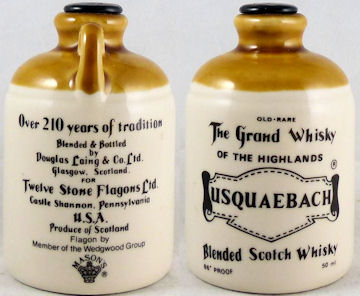 Over 210 years of tradition
Blended & Bottled
by
Douglas Laing & Co. Ltd.
Glasgow, Scotland.
FOR
Twelve Stone Flagons Ltd.
Castle Shannon, Pennsylvania
U.S.A.
Produce of Scotland
Flagon by
Member of the Wedgwood Group
MASON'S
OLD-RARE
The Grand Whisky
OF THE HIGHLANDS
®
USQUAEBACH
Blended Scotch Whisky
86° PROOF 50 ml